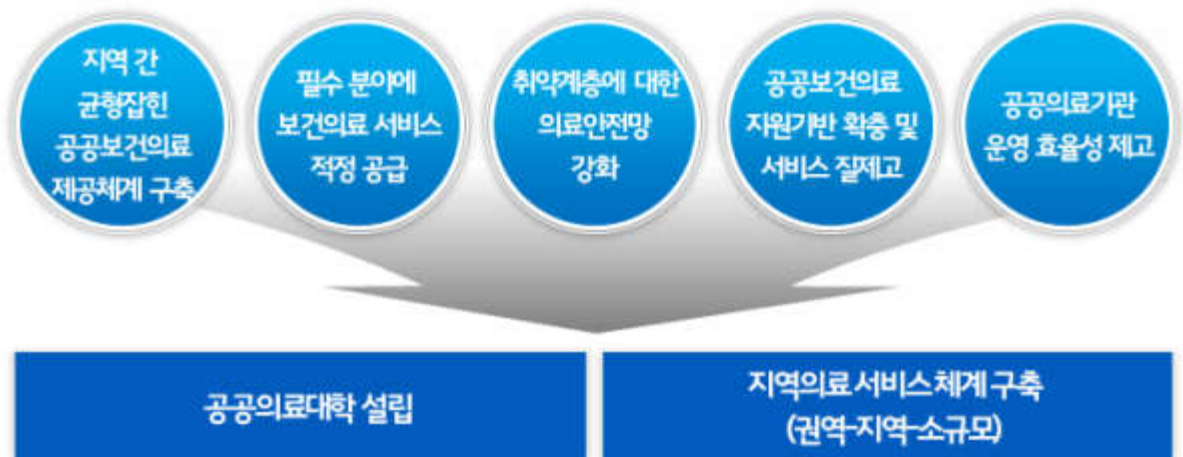 지역 간
균형잡힌
공공보건의료
제공체계 구축
필수 분야에
보건의료 서비스
적정 공급
취약계층에 대한
의료안전망
강화
공공보건의료
자원기반 확충 및
서비스 질제고
공공의료기관
운영 효율성 제고
공공의료대학 설립
지역의료 서비스 체계 구축
(권역-지역-소규모)